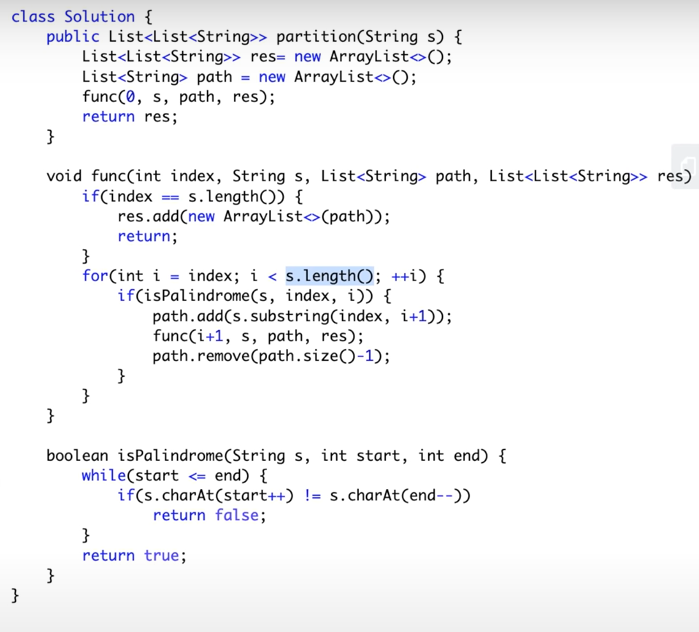 class Solution {
    public List<List<String>> partition(String s) {
        List<List<String>> res= new ArrayList<>();
        List<String> path = new ArrayList<>();
        func(0, s, path, res);
        return res;
    }

    void func(int index, String s, List<String> path, List<List<String>> res)
        if(index == s.length()) {
            res.add(new ArrayList<>(path));
            return;
        }
        for(int i = index; i < s.length(); ++i) {
            if(isPalindrome(s, index, i)) {
                path.add(s.substring(index, i+1));
                func(i+1, s, path, res);
                path.remove(path.size()-1);
            }
        }
    }

    boolean isPalindrome(String s, int start, int end) {
        while(start <= end) {
            if(s.charAt(start++) != s.charAt(end--))
                return false;
        }
        return true;
    }
}